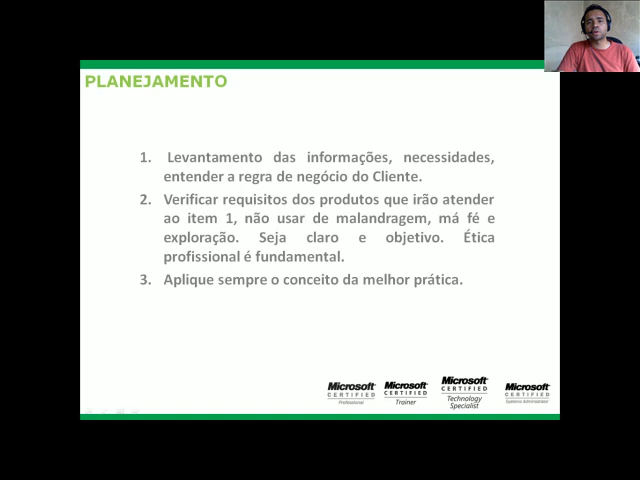 PLANEJAMENTO
1. Levantamento das informações, necessidades,
entender a regra de negócio do Cliente.
2. Verificar requisitos dos produtos que irão atender
ao item 1, não usar de malandragem, má fé e
exploração. Seja claro e objetivo. Ética
profissional é fundamental.
3. Aplique sempre o conceito da melhor prática.
Microsoft
CERTIFIED
Professional
Microsoft
CERTIFIED
Trainer
Microsoft
CERTIFIED
Technology
Specialist
Microsoft
CERTIFIED
Systems Administrator